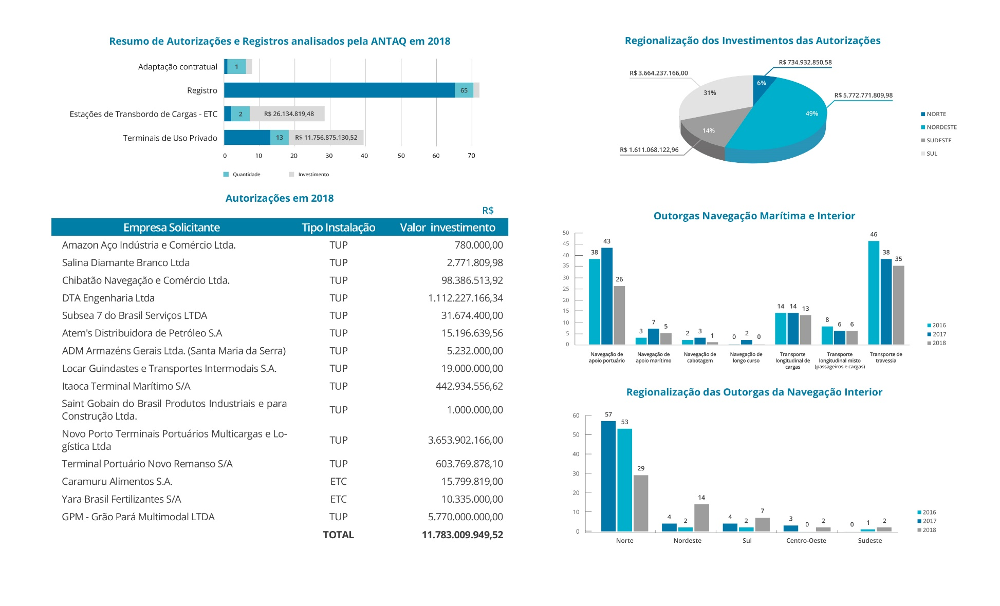 Resumo de Autorizações e Registros analisados pela ANTAQ em 2018
Adaptação contratual
1
Registro
65
Estações de Transbordo de Cargas - ETC
2
R$ 26.134.819,48
Terminais de Uso Privado
13
R$ 11.756.875.130,52
0 10 20 30 40 50 60 70
Quantidade Investimento
Autorizações em 2018
R$
Empresa Solicitante Tipo Instalação Valor investimento
Amazon Aço Indústria e Comércio Ltda. TUP 780.000,00
Salina Diamante Branco Ltda TUP 2.771.809,98
Chibatão Navegação e Comércio Ltda. TUP 98.386.513,92
DTA Engenharia Ltda TUP 1.112.227.166,34
Subsea 7 do Brasil Serviços LTDA TUP 31.674.400,00
Atem's Distribuidora de Petróleo S.A TUP 15.196.639,56
ADM Armazéns Gerais Ltda. (Santa Maria da Serra) TUP 5.232.000,00
Locar Guindastes e Transportes Intermodais S.A. TUP 19.000.000,00
Itaoca Terminal Marítimo S/A TUP 442.934.556,62
Saint Gobain do Brasil Produtos Industriais e para
Construção Ltda. TUP 1.000.000,00
Novo Porto Terminais Portuários Multicargas e Lo-
gística Ltda TUP 3.653.902.166,00
Terminal Portuário Novo Remanso S/A TUP 603.769.878,10
Caramuru Alimentos S.A. ETC 15.799.819,00
Yara Brasil Fertilizantes S/A ETC 10.335.000,00
GPM - Grão Pará Multimodal LTDA TUP 5.770.000.000,00
TOTAL 11.783.009.949,52
Regionalização dos Investimentos das Autorizações
R$ 734.932.850,58
R$ 3.664.237.166,00
6%
31%
R$ 5.772.771.809,98
49%
14%
R$ 1.611.068.122,96
NORTE
NORDESTE
SUDESTE
SUL
Outorgas Navegação Marítima e Interior
50
45
40
35
30
25
20
15
10
5
0
38 43 26
3 7 5
2 3 1
0 2 0
14 14 13
8 6 6
46 38 35
Navegação de
apoio portuário
Navegação de
apoio marítimo
Navegação de
cabotagem
Navegação de
longo curso
Transporte
longitudinal de
cargas
Transporte
longitudinal misto
(passageiros e cargas)
Transporte de
travessia
2016
2017
2018
Regionalização das Outorgas da Navegação Interior
60
50
40
30
20
10
0
57 53 29
4 2 14
4 2 7
3 0 2
0 1 2
Norte Nordeste Sul Centro-Oeste Sudeste
2016
2017
2018